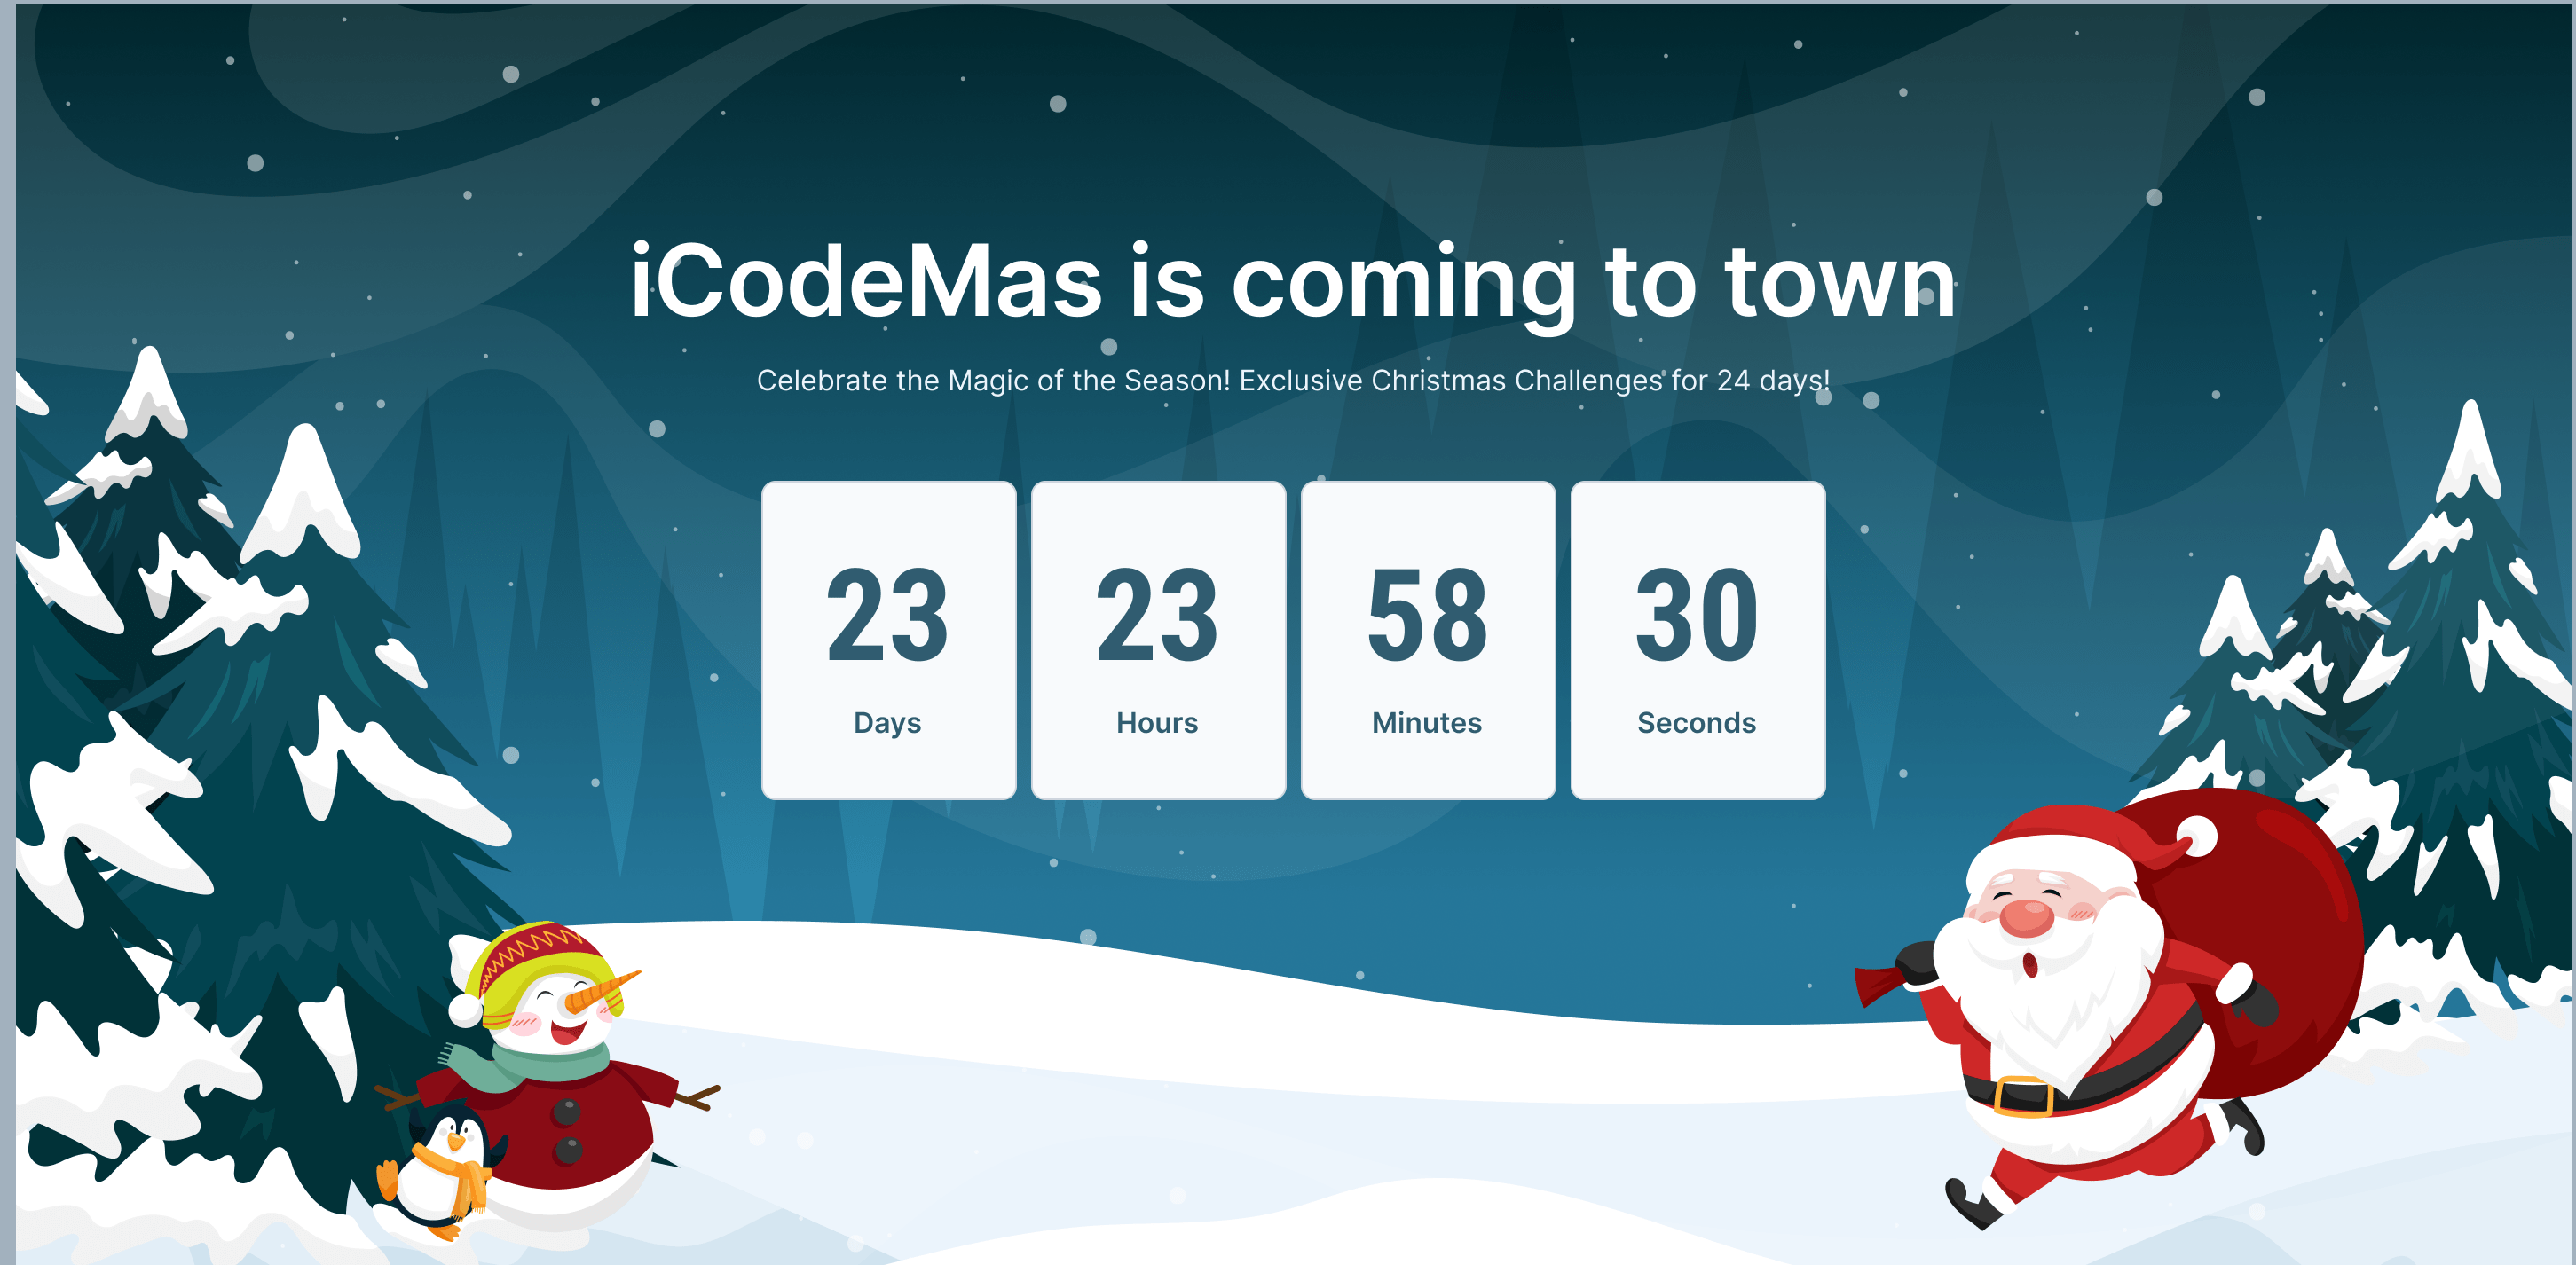 iCodeMas is coming to town
Celebrate the Magic of the Season! Exclusive Christmas Challenges for 24 days!
23 23 58 30
Days Hours Minutes Seconds